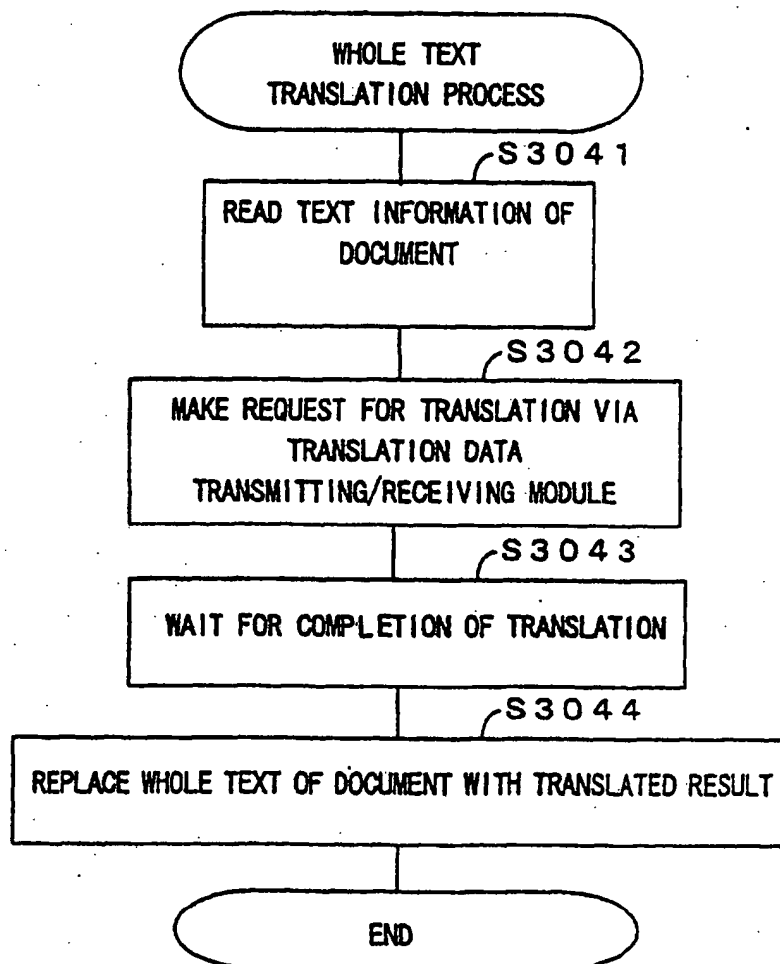 WHOLE TEXT
TRANSLATION PROCESS
S3041
READ TEXT INFORMATION OF
DOCUMENT
S3042
MAKE REQUEST FOR TRANSLATION VIA
TRANSLATION DATA
TRANSMITTING/RECEIVING MODULE
S3043
WAIT FOR COMPLETION OF TRANSLATION
S3044
REPLACE WHOLE TEXT OF DOCUMENT WITH TRANSLATED RESULT
END